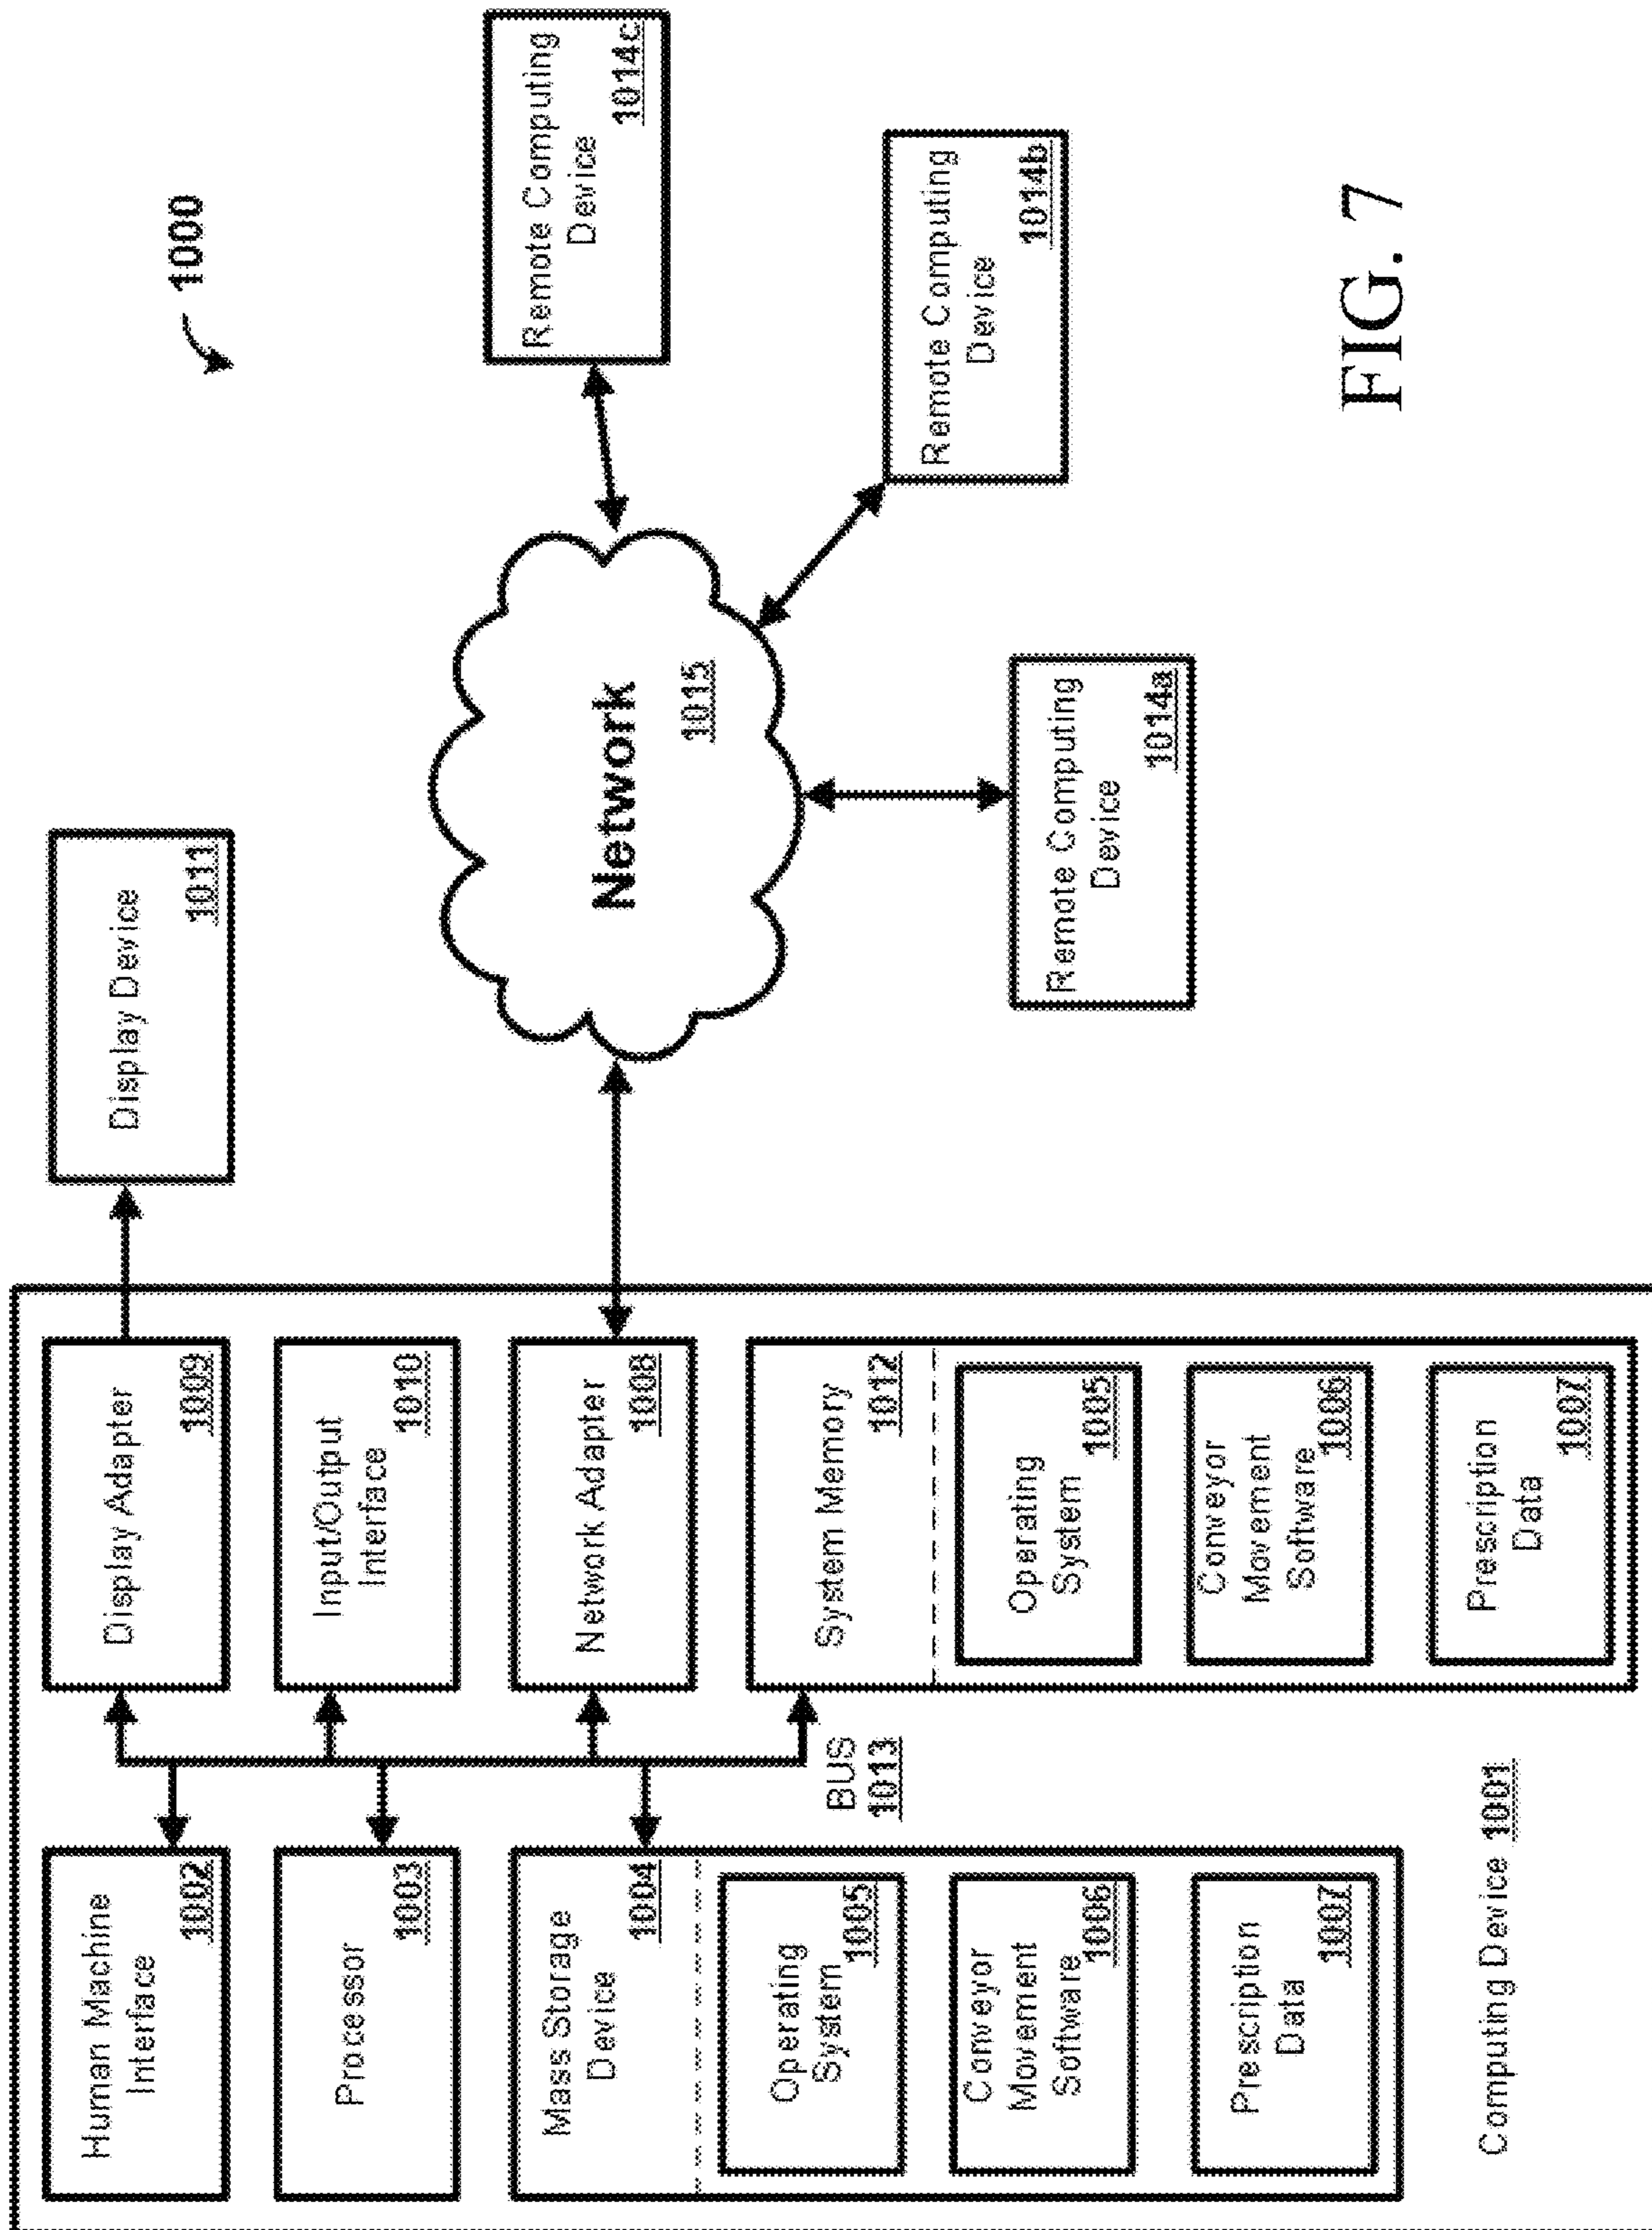 1000
Human Machine
Interface
1002
Processor
1003
Mass Storage
Device
1004
Operating
System
1005
Conveyor
Movement
Software
1006
Prescription
Data
1007
BUS
1013
Display Adapter
1009
Input/Output
Interface
1010
Network Adapter
1008
System Memory
1012
Operating
System
1005
Conveyor
Movement
Software
1006
Prescription
Data
1007
Computing Device 1001
Display Device
1011
Network
1015
Remote Computing
Device
1014a
Remote Computing
Device
1014b
Remote Computing
Device
1014c
FIG. 7